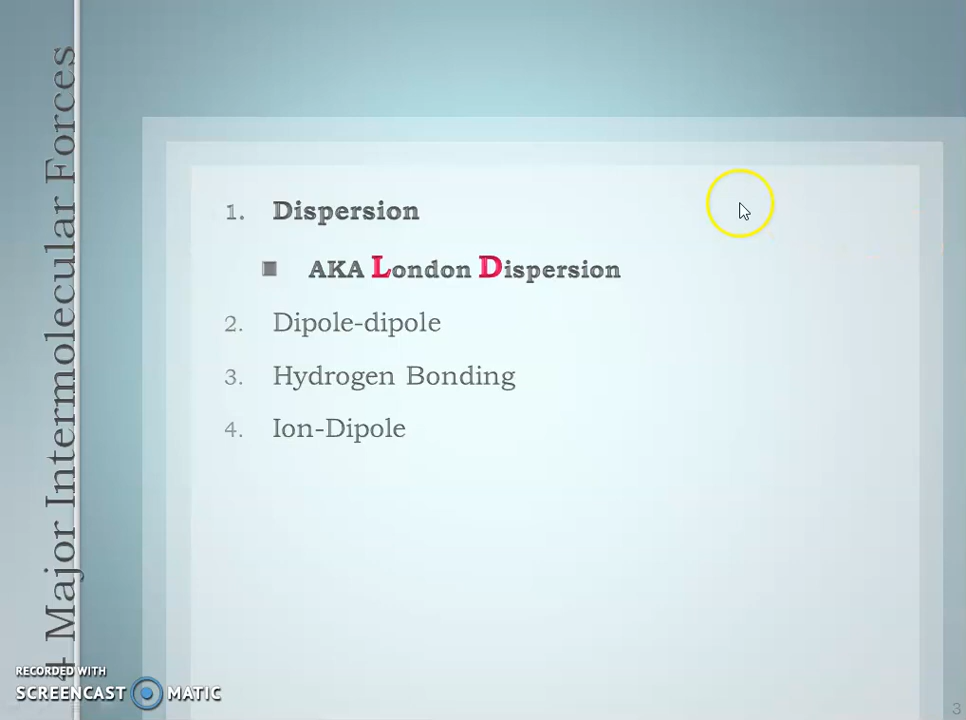 4 Major Intermolecular Forces
1. Dispersion
AKA London Dispersion
2. Dipole-dipole
3. Hydrogen Bonding
4. Ion-Dipole
RECORDED WITH
SCREENCAST MATIC
3